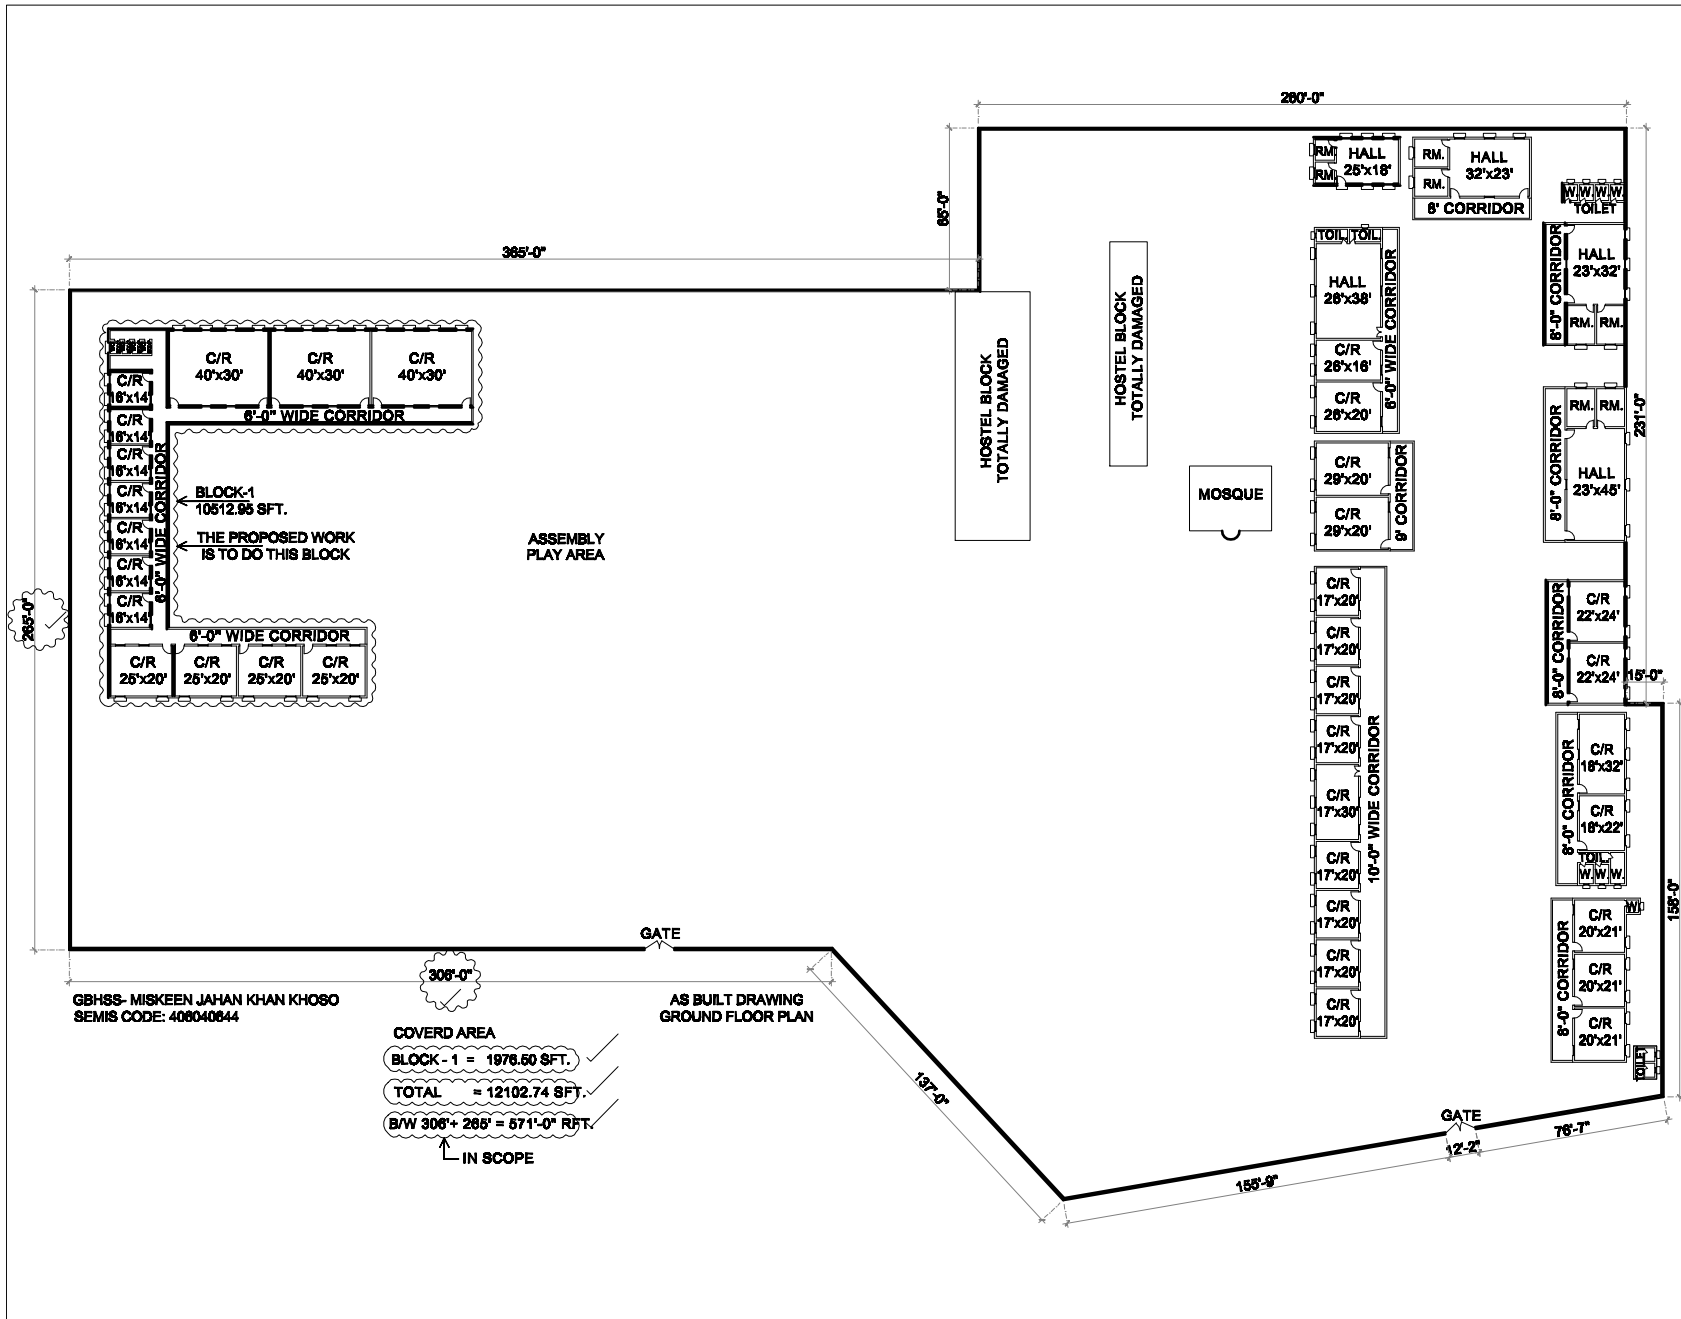 260'-0"
65'-0"
365'-0"
RM.
RM.
HALL
25'x18'
RM.
RM.
HALL
32'x23'
6' CORRIDOR
W. W. W. W.
TOILET
8'-0" CORRIDOR
HALL
23'x32'
RM. RM.
TOIL. TOIL.
HALL
26'x38'
6'-0" WIDE CORRIDOR
C/R
26'x16'
C/R
26'x20'
HOSTEL BLOCK
TOTALLY DAMAGED
HOSTEL BLOCK
TOTALLY DAMAGED
MOSQUE
C/R
29'x20'
C/R
29'x20'
9' CORRIDOR
RM. RM.
8'-0" CORRIDOR
HALL
23'x45'
231'-0"
C/R
40'x30'
C/R
40'x30'
C/R
40'x30'
6'-0" WIDE CORRIDOR
C/R
16'x14'
C/R
16'x14'
C/R
16'x14'
C/R
16'x14'
C/R
16'x14'
C/R
16'x14'
C/R
16'x14'
6'-0" WIDE CORRIDOR
BLOCK-1
10512.95 SFT.
THE PROPOSED WORK
IS TO DO THIS BLOCK
ASSEMBLY
PLAY AREA
265'-0"
6'-0" WIDE CORRIDOR
C/R
25'x20'
C/R
25'x20'
C/R
25'x20'
C/R
25'x20'
C/R
17'x20'
C/R
17'x20'
C/R
17'x20'
C/R
17'x20'
C/R
17'x30'
C/R
17'x20'
C/R
17'x20'
C/R
17'x20'
C/R
17'x20'
10'-0" WIDE CORRIDOR
8'-0" CORRIDOR
C/R
22'x24'
C/R
22'x24'
15'-0"
8'-0" CORRIDOR
C/R
18'x32'
C/R
18'x22'
TOIL.
W. W. W.
158'-0"
8'-0" CORRIDOR
W.
C/R
20'x21'
C/R
20'x21'
C/R
20'x21'
TOILET
GATE
306'-0"
GBHSS- MISKEEN JAHAN KHAN KHOSO
SEMIS CODE: 408040644
AS BUILT DRAWING
GROUND FLOOR PLAN
COVERD AREA
BLOCK - 1 = 1976.50 SFT.
TOTAL = 12102.74 SFT.
B/W 306'+ 265' = 571'-0" RFT.
IN SCOPE
137'-0"
155'-9"
GATE
12'-2"
76'-7"